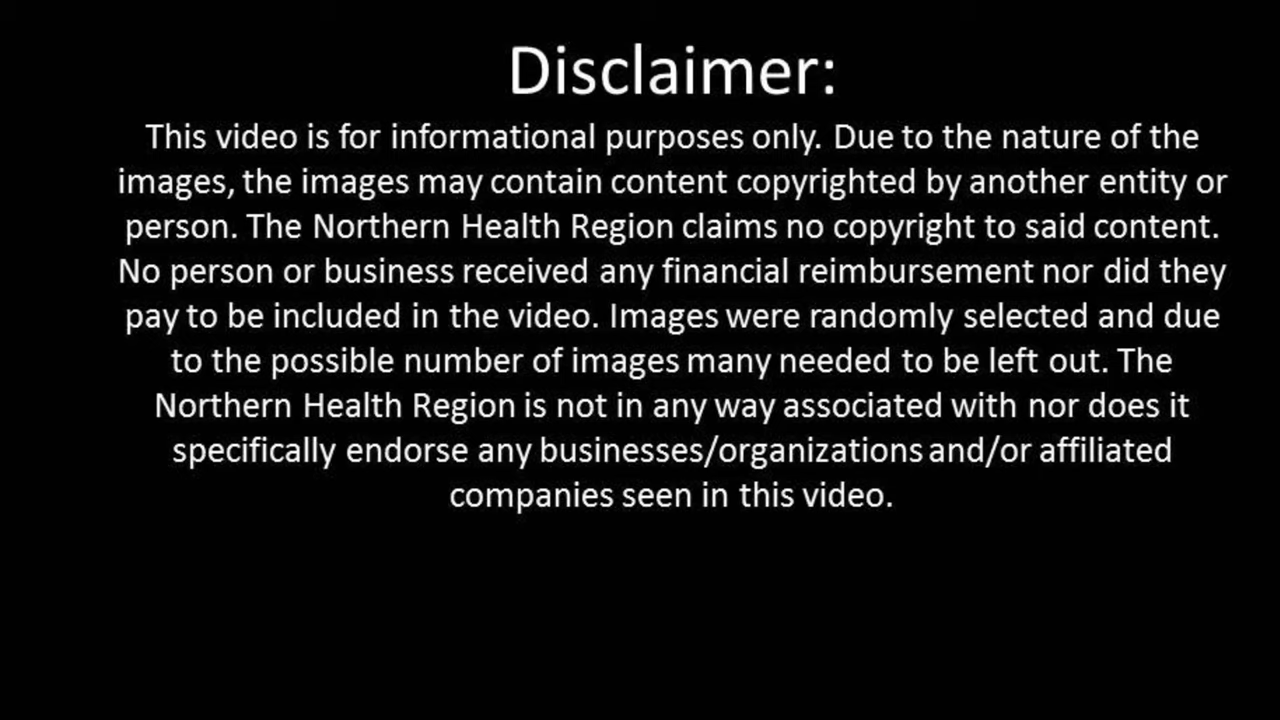 Disclaimer:
This video is for informational purposes only. Due to the nature of the
images, the images may contain content copyrighted by another entity or
person. The Northern Health Region claims no copyright to said content.
No person or business received any financial reimbursement nor did they
pay to be included in the video. Images were randomly selected and due
to the possible number of images many needed to be left out. The
Northern Health Region is not in any way associated with nor does it
specifically endorse any businesses/organizations and/or affiliated
companies seen in this video.